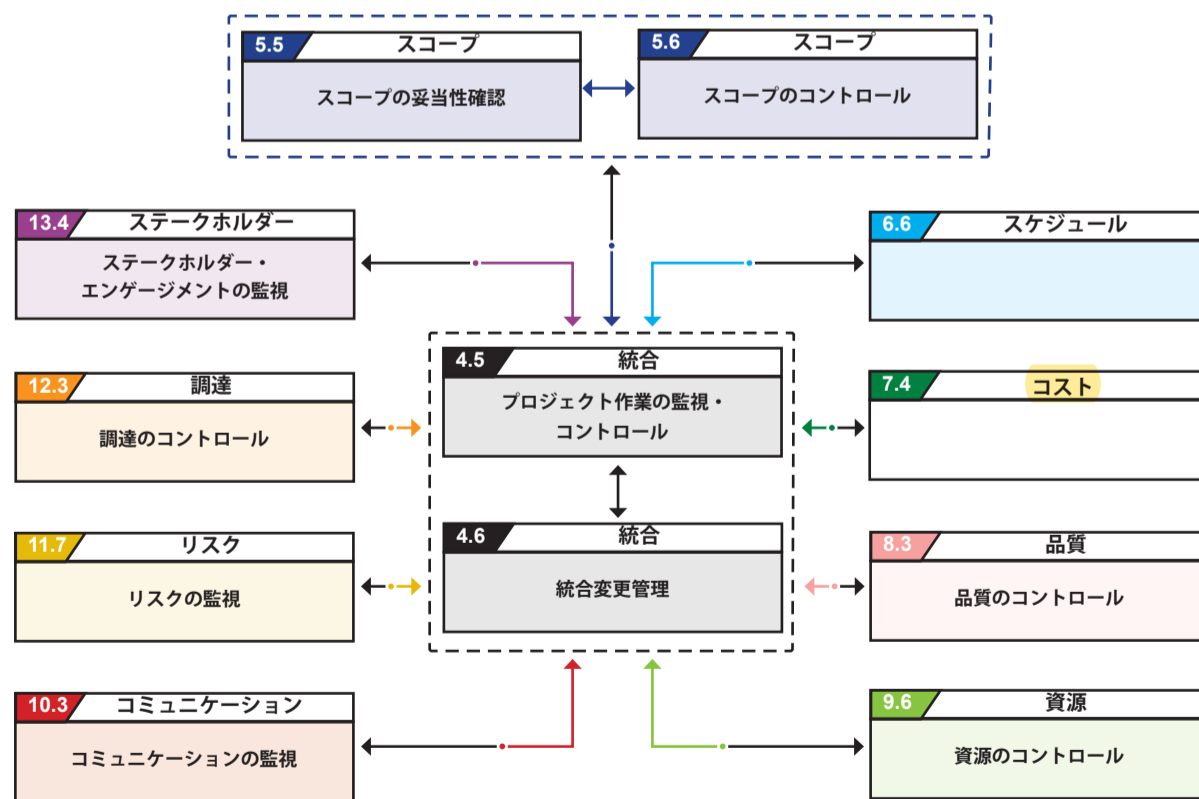 5.5 スコープ
スコープの妥当性確認
5.6 スコープ
スコープのコントロール
13.4 ステークホルダー
ステークホルダー・
エンゲージメントの監視
6.6 スケジュール
4.5 統合
プロジェクト作業の監視・
コントロール
12.3 調達
調達のコントロール
7.4 コスト
4.6 統合
統合変更管理
11.7 リスク
リスクの監視
8.3 品質
品質のコントロール
10.3 コミュニケーション
コミュニケーションの監視
9.6 資源
資源のコントロール